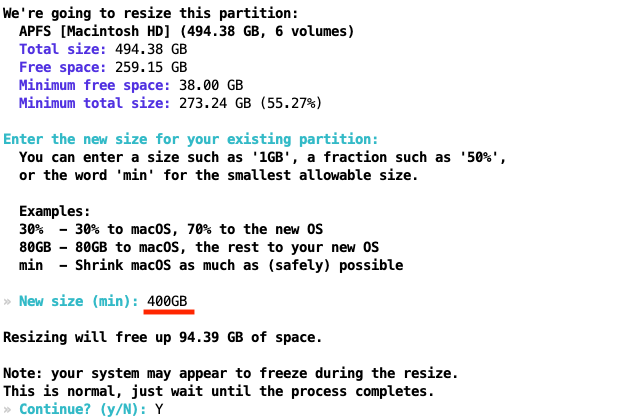 We're going to resize this partition:
APFS [Macintosh HD] (494.38 GB, 6 volumes)
Total size: 494.38 GB
Free space: 259.15 GB
Minimum free space: 38.00 GB
Minimum total size: 273.24 GB (55.27%)
Enter the new size for your existing partition:
You can enter a size such as '1GB', a fraction such as '50%',
or the word 'min' for the smallest allowable size.
Examples:
30%  – 30% to macOS, 70% to the new OS
80GB – 80GB to macOS, the rest to your new OS
min  – Shrink macOS as much as (safely) possible
» New size (min): 400GB
Resizing will free up 94.39 GB of space.
Note: your system may appear to freeze during the resize.
This is normal, just wait until the process completes.
» Continue? (y/N): Y